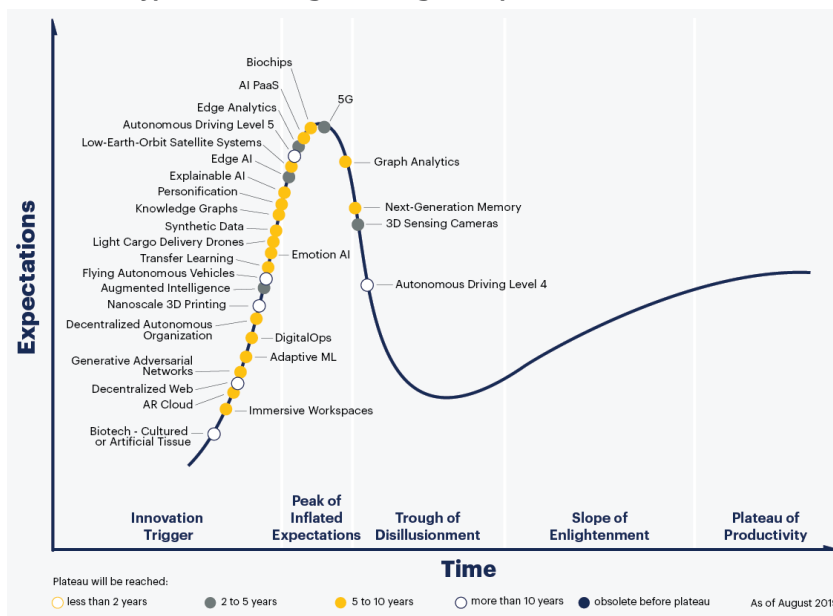 Biochips
AI PaaS
5G
Edge Analytics
Autonomous Driving Level 5
Low-Earth-Orbit Satellite Systems
Edge AI
Graph Analytics
Explainable AI
Personification
Knowledge Graphs
Next-Generation Memory
3D Sensing Cameras
Synthetic Data
Light Cargo Delivery Drones
Emotion AI
Transfer Learning
Flying Autonomous Vehicles
Augmented Intelligence
Autonomous Driving Level 4
Nanoscale 3D Printing
Decentralized Autonomous
Organization
DigitalOps
Adaptive ML
Generative Adversarial
Networks
Decentralized Web
AR Cloud
Immersive Workspaces
Biotech - Cultured
or Artificial Tissue
Expectations
Innovation
Trigger
Peak of
Inflated
Expectations
Trough of
Disillusionment
Slope of
Enlightenment
Plateau of
Productivity
Time
Plateau will be reached:
less than 2 years
2 to 5 years
5 to 10 years
more than 10 years
obsolete before plateau
As of August